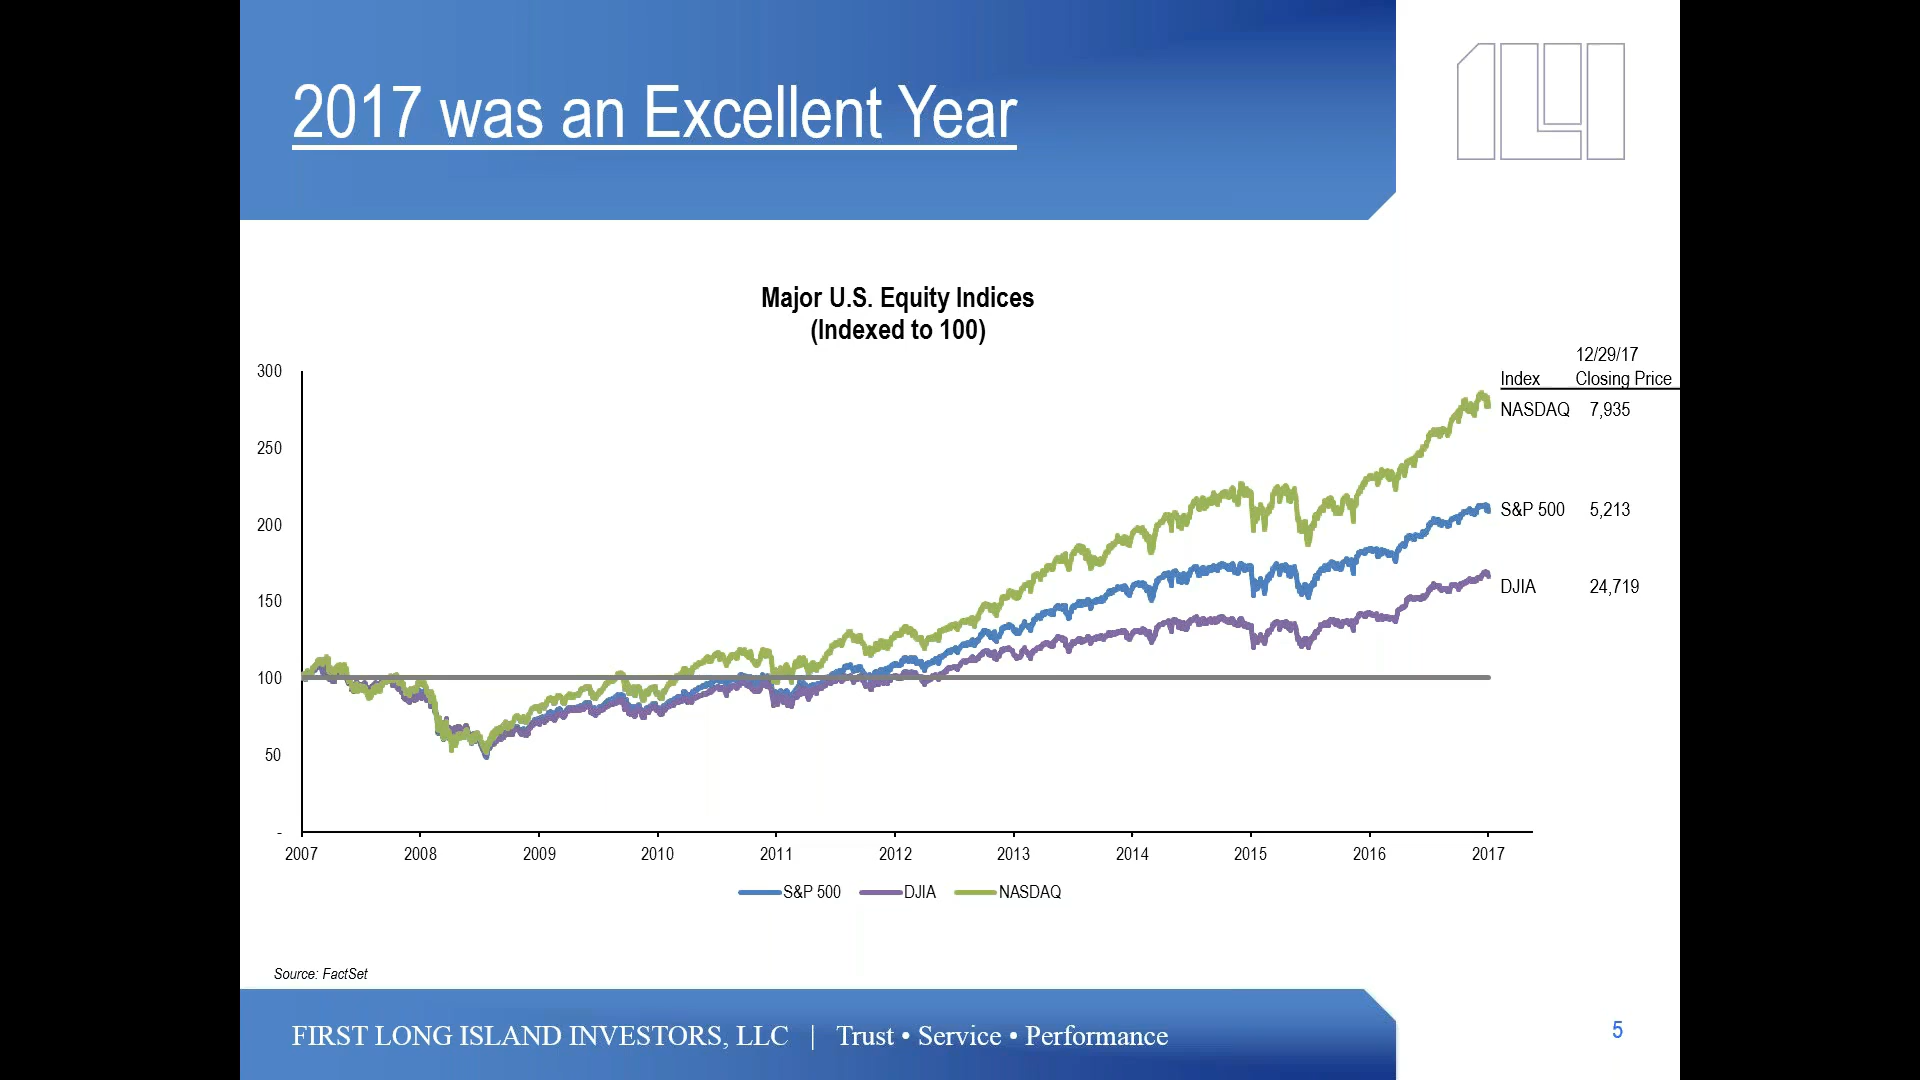 2017 was an Excellent Year
Major U.S. Equity Indices
(Indexed to 100)
12/29/17
Index Closing Price
NASDAQ 7,935
S&P 500 5,213
DJIA 24,719
300
250
200
150
100
50
-
2007 2008 2009 2010 2011 2012 2013 2014 2015 2016 2017
S&P 500 DJIA NASDAQ
Source: FactSet
FIRST LONG ISLAND INVESTORS, LLC | Trust • Service • Performance
5